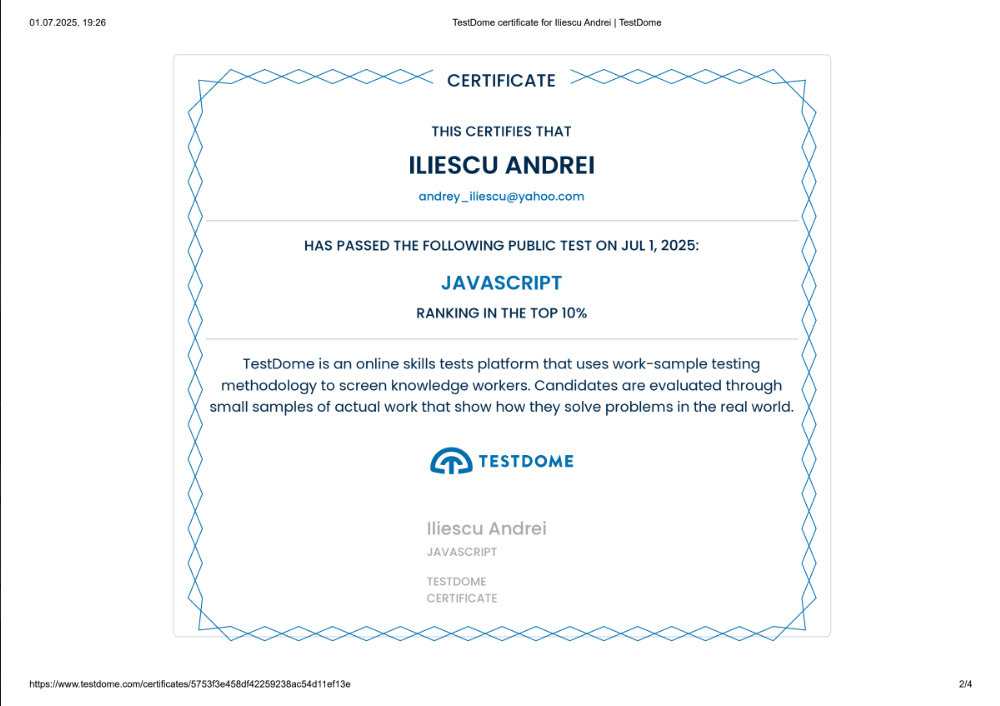 01.07.2025, 19:26
TestDome certificate for Iliescu Andrei | TestDome
CERTIFICATE
THIS CERTIFIES THAT
ILIESCU ANDREI
andrey_iliescu@yahoo.com
HAS PASSED THE FOLLOWING PUBLIC TEST ON JUL 1, 2025:
JAVASCRIPT
RANKING IN THE TOP 10%
TestDome is an online skills tests platform that uses work-sample testing
methodology to screen knowledge workers. Candidates are evaluated through
small samples of actual work that show how they solve problems in the real world.
TESTDOME
Iliescu Andrei
JAVASCRIPT
TESTDOME
CERTIFICATE
https://www.testdome.com/certificates/5753f3e458df42259238ac54d11ef13e
2/4